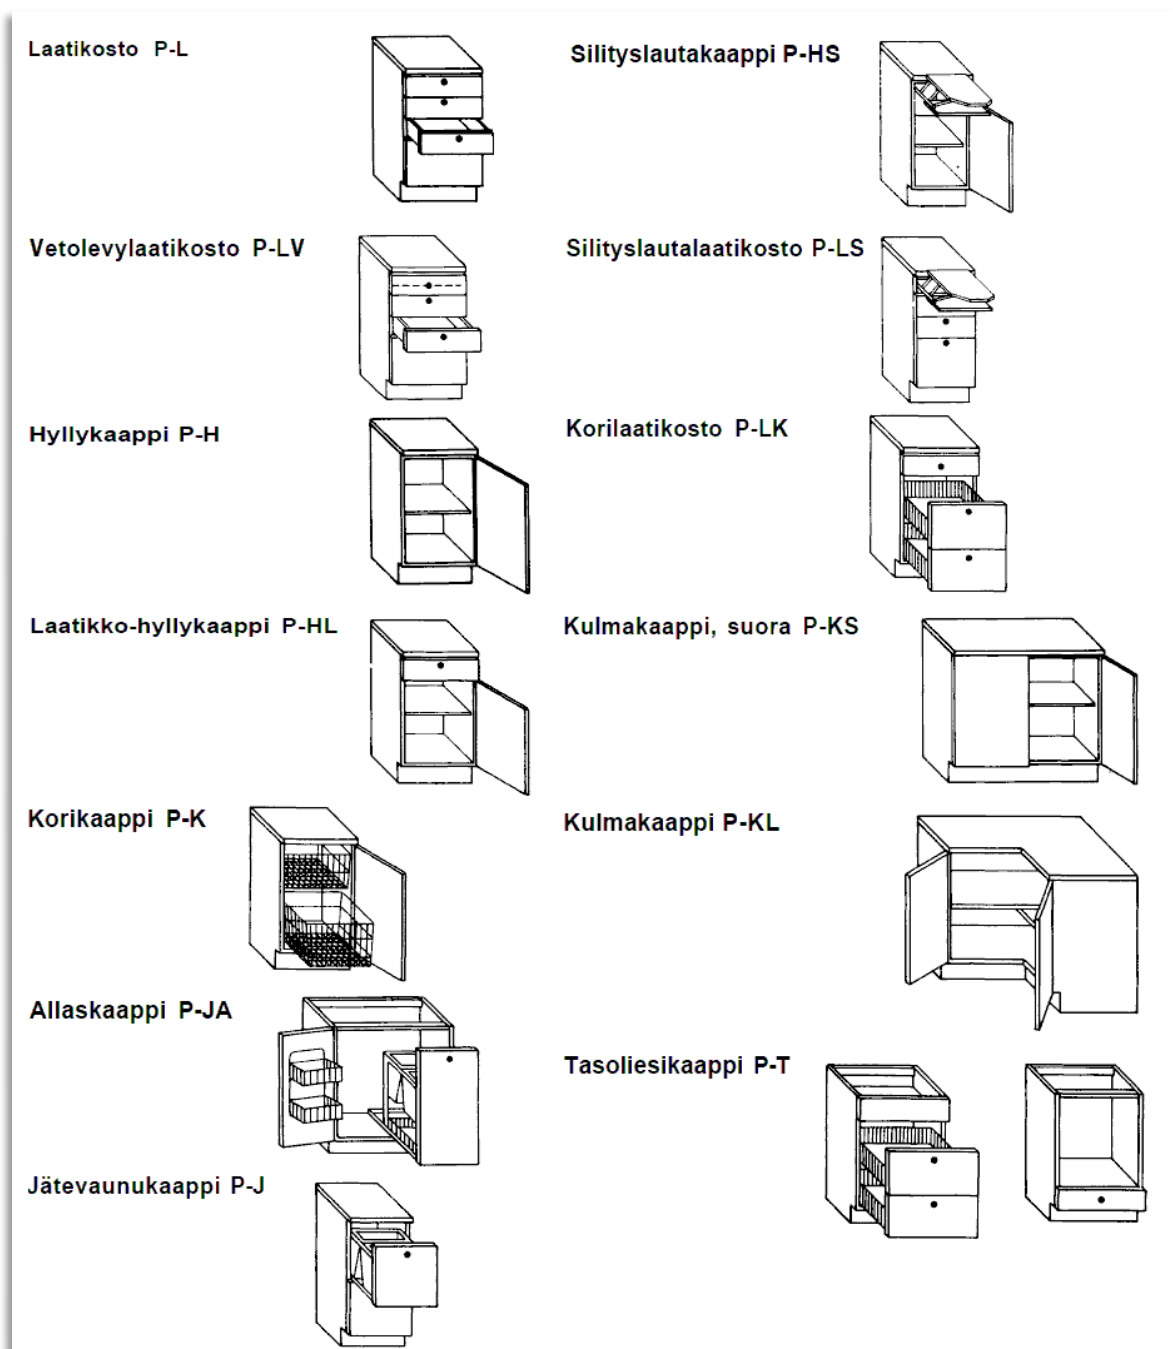 Laatikosto P-L
Vetolevylaatikosto P-LV
Hyllykaappi P-H
Laatikko-hyllykaappi P-HL
Korikaappi P-K
Allaskaappi P-JA
Jätevaunukaappi P-J
Silityslautakaappi P-HS
Silityslautalaatikosto P-LS
Korilaatikosto P-LK
Kulmakaappi, suora P-KS
Kulmakaappi P-KL
Tasoliesikaappi P-T